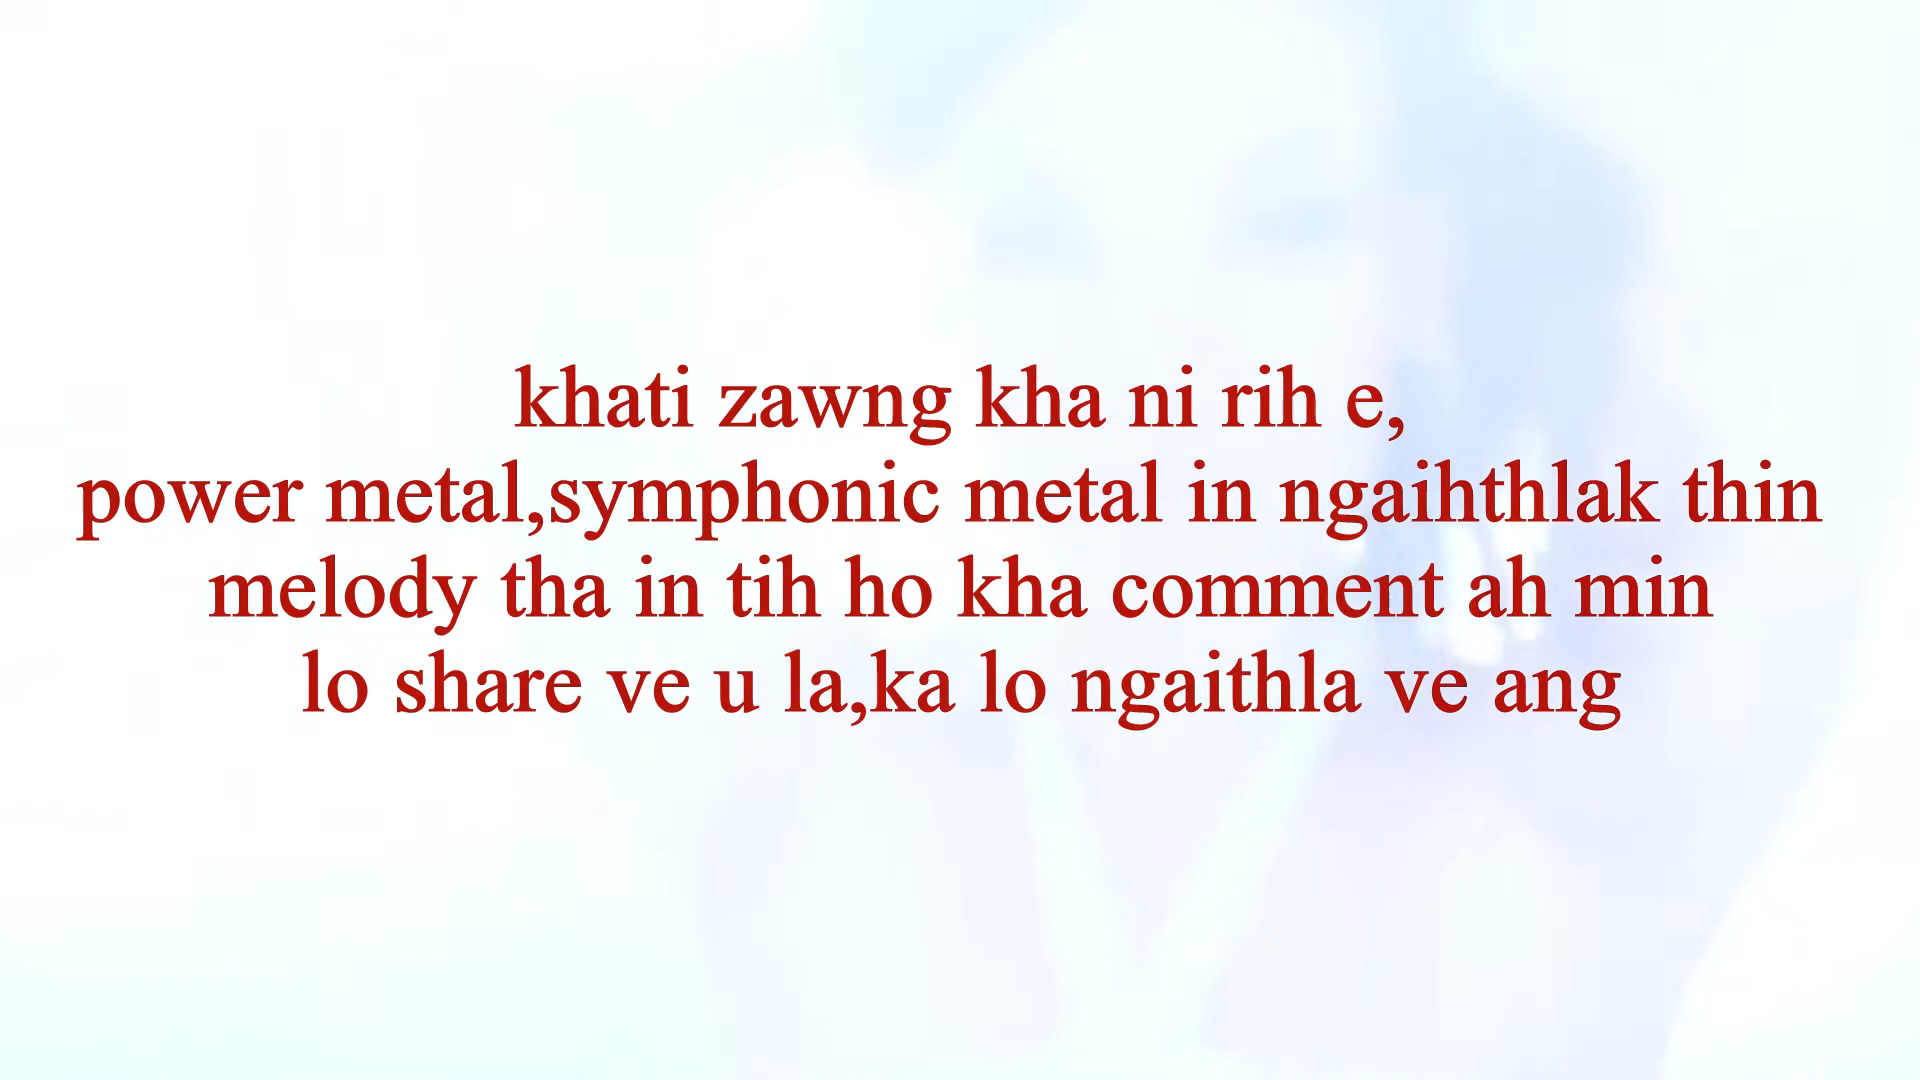 khati zawng kha ni rih e,
power metal,symphonic metal in ngaihthlak thin
melody tha in tih ho kha comment ah min
lo share ve u la,ka lo ngaithla ve ang